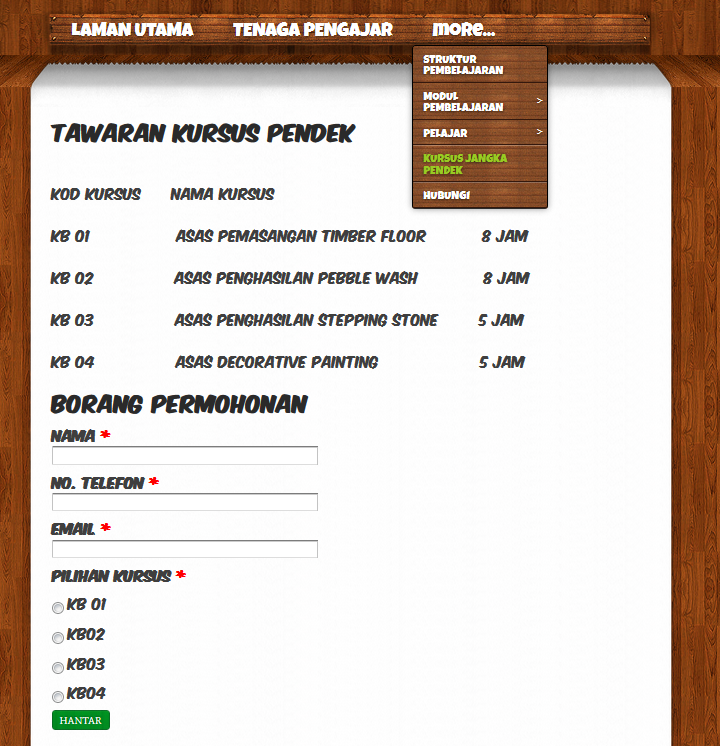 LAMAN UTAMA TENAGA PENGAJAR more...
STRUKTUR
PEMBELAJARAN
MODUL
PEMBELAJARAN >
PELAJAR >
KURSUS JANGKA
PENDEK
HUBUNGI
TAWARAN KURSUS PENDEK
KOD KURSUS NAMA KURSUS
KB 01 ASAS PEMASANGAN TIMBER FLOOR 8 JAM
KB 02 ASAS PENGHASILAN PEBBLE WASH 8 JAM
KB 03 ASAS PENGHASILAN STEPPING STONE 5 JAM
KB 04 ASAS DECORATIVE PAINTING 5 JAM
BORANG PERMOHONAN
NAMA *
NO. TELEFON *
EMAIL *
PILIHAN KURSUS *
KB 01
KB02
KB03
KB04
HANTAR